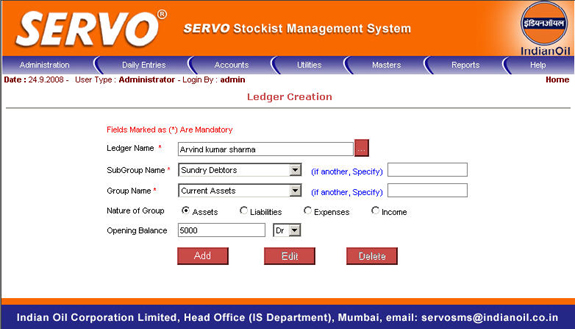 SERVO®
SERVO Stockist Management System
इंडियनऑयल
IndianOil
Administration Daily Entries Accounts Utilities Masters Reports Help
Date : 24.9.2008 - User Type : Administrator - Login By : admin Home
Ledger Creation
Fields Marked as (*) Are Mandatory
Ledger Name * Arvind kumar sharma ...
SubGroup Name * Sundry Debtors (if another, Specify)
Group Name * Current Assets (if another, Specify)
Nature of Group Assets Liabilities Expenses Income
Opening Balance 5000 Dr
Add Edit Delete
Indian Oil Corporation Limited, Head Office (IS Department), Mumbai, email: servosms@indianoil.co.in